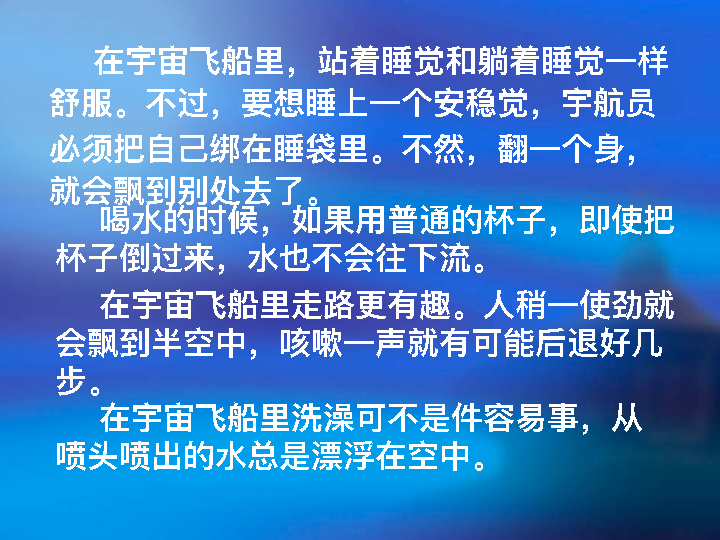 在宇宙飞船里，站着睡觉和躺着睡觉一样
舒服。不过，要想睡上一个安稳觉，宇航员
必须把自己绑在睡袋里。不然，翻一个身，
就会飘到别处去了。
喝水的时候，如果用普通的杯子，即使把
杯子倒过来，水也不会往下流。
在宇宙飞船里走路更有趣。人稍一使劲就
会飘到半空中，咳嗽一声就有可能后退好几
步。
在宇宙飞船里洗澡可不是件容易事，从
喷头喷出的水总是漂浮在空中。